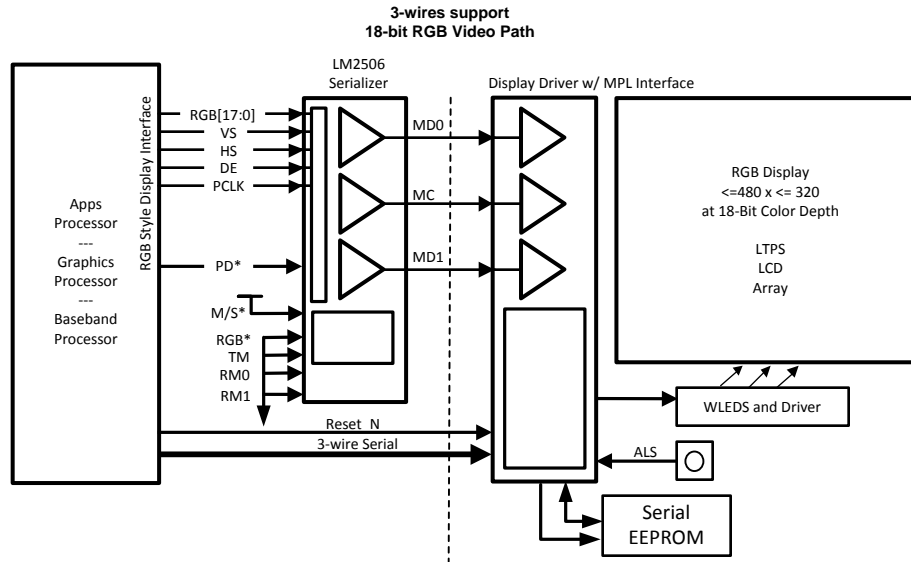 3-wires support
18-bit RGB Video Path
LM2506
Serializer
Display Driver w/ MPL Interface
RGB Style Display Interface
RGB[17:0]
VS
HS
DE
PCLK
PD*
M/S*
RGB*
TM
RM0
RM1
MD0
MC
MD1
Apps
Processor
---
Graphics
Processor
---
Baseband
Processor
RGB Display
<=480 x <= 320
at 18-Bit Color Depth
LTPS
LCD
Array
WLEDS and Driver
Reset_N
3-wire Serial
ALS
Serial
EEPROM